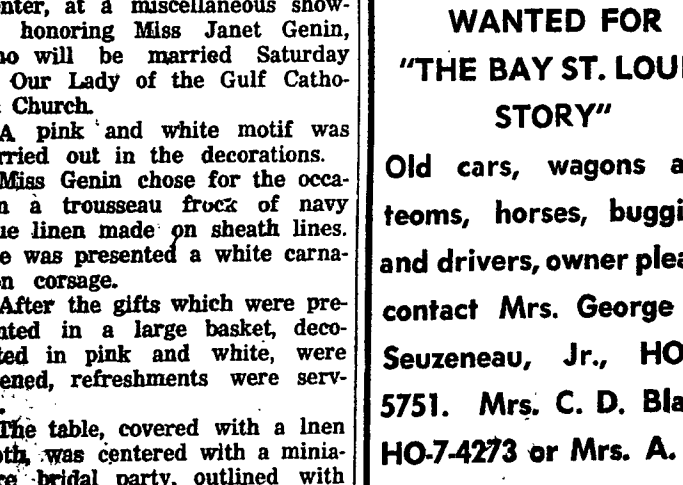 enter, at a miscellaneous show-
honoring Miss Janet Genin,
ho will be married Saturday
Our Lady of the Gulf Catho-
Church.
A pink and white motif was
rried out in the decorations.
Miss Genin chose for the occa-
n a trousseau frock of navy
ue linen made on sheath lines.
e was presented a white carna-
n corsage.
After the gifts which were pre-
nted in a large basket, deco-
ted in pink and white, were
ened, refreshments were serv-
The table, covered with a lnen
oth, was centered with a minia-
re bridal party, outlined with
WANTED FOR
"THE BAY ST. LOUI
STORY"
Old cars, wagons a
teoms, horses, buggi
and drivers, owner plea
contact Mrs. George
Seuzeneau, Jr., HO
5751. Mrs. C. D. Bla
HO-7-4273 or Mrs. A.